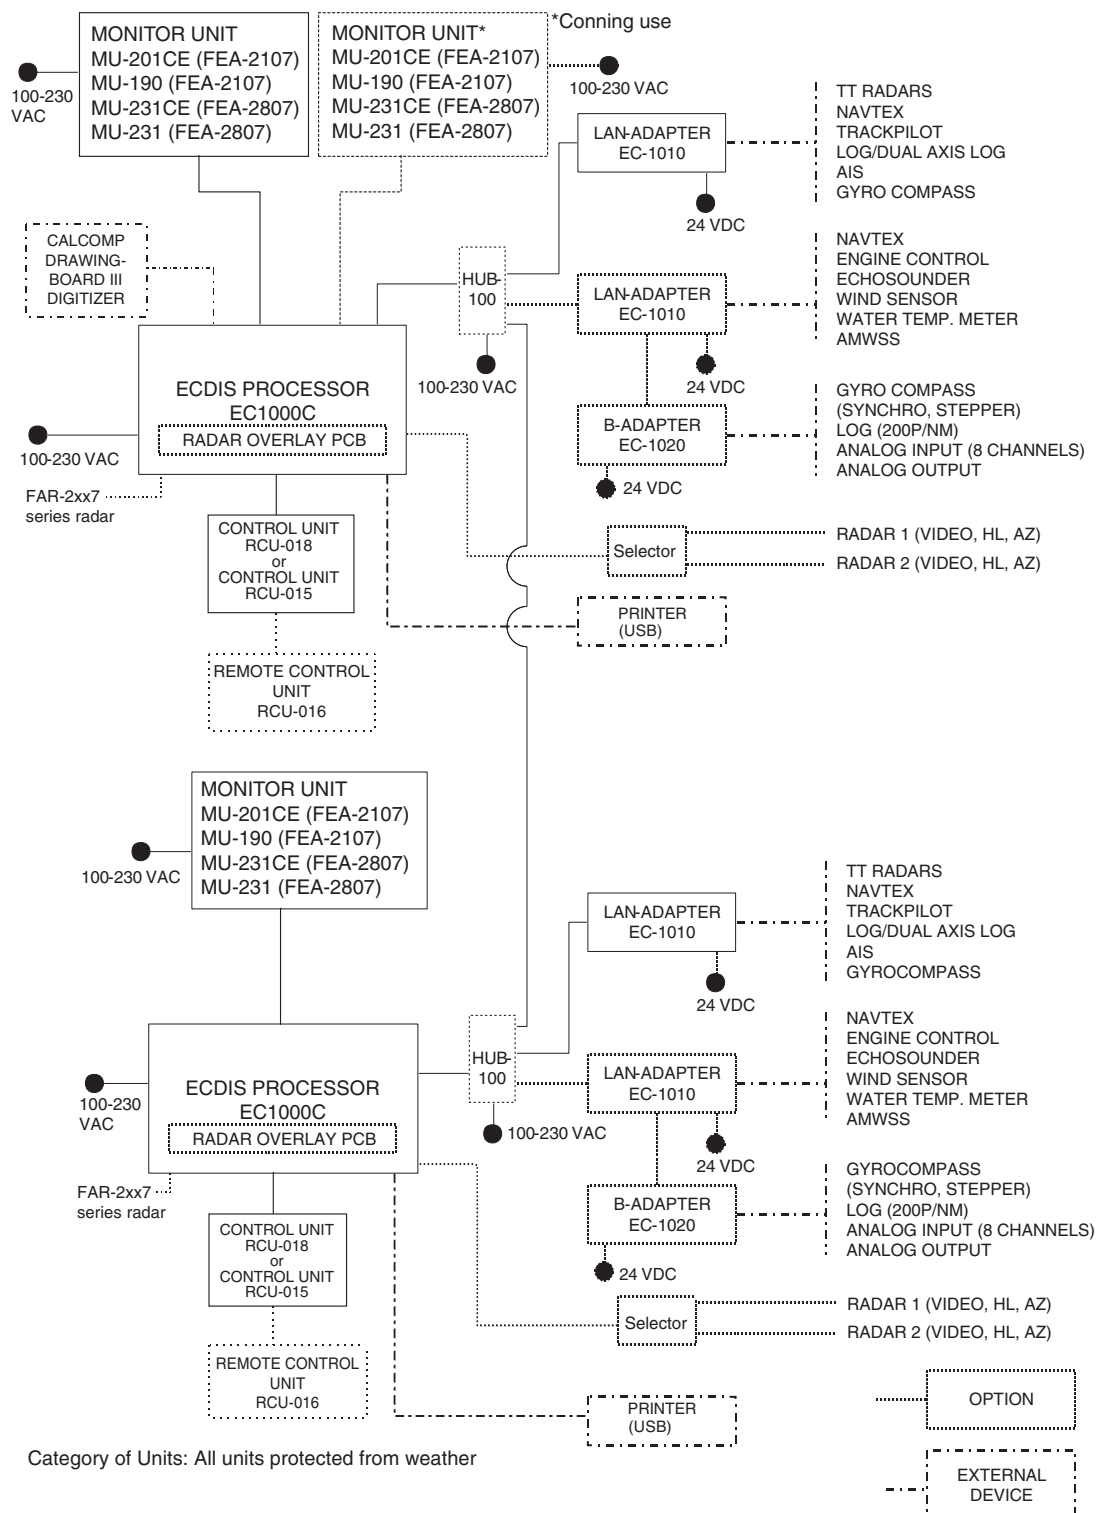 MONITOR UNIT
MU-201CE (FEA-2107)
MU-190 (FEA-2107)
MU-231CE (FEA-2807)
MU-231 (FEA-2807)
100-230
VAC
MONITOR UNIT*
MU-201CE (FEA-2107)
MU-190 (FEA-2107)
MU-231CE (FEA-2807)
MU-231 (FEA-2807)
*Conning use
100-230 VAC
LAN-ADAPTER
EC-1010
24 VDC
TT RADARS
NAVTEX
TRACKPILOT
LOG/DUAL AXIS LOG
AIS
GYRO COMPASS
CALCOMP
DRAWING-
BOARD III
DIGITIZER
HUB-
100
100-230 VAC
LAN-ADAPTER
EC-1010
24 VDC
NAVTEX
ENGINE CONTROL
ECHOSOUNDER
WIND SENSOR
WATER TEMP. METER
AMWSS
ECDIS PROCESSOR
EC1000C
RADAR OVERLAY PCB
100-230 VAC
FAR-2xx7
series radar
B-ADAPTER
EC-1020
24 VDC
GYRO COMPASS
(SYNCHRO, STEPPER)
LOG (200P/NM)
ANALOG INPUT (8 CHANNELS)
ANALOG OUTPUT
CONTROL UNIT
RCU-018
or
CONTROL UNIT
RCU-015
Selector
RADAR 1 (VIDEO, HL, AZ)
RADAR 2 (VIDEO, HL, AZ)
PRINTER
(USB)
REMOTE CONTROL
UNIT
RCU-016
MONITOR UNIT
MU-201CE (FEA-2107)
MU-190 (FEA-2107)
MU-231CE (FEA-2807)
MU-231 (FEA-2807)
100-230 VAC
LAN-ADAPTER
EC-1010
24 VDC
TT RADARS
NAVTEX
TRACKPILOT
LOG/DUAL AXIS LOG
AIS
GYROCOMPASS
HUB-
100
100-230 VAC
LAN-ADAPTER
EC-1010
24 VDC
NAVTEX
ENGINE CONTROL
ECHOSOUNDER
WIND SENSOR
WATER TEMP. METER
AMWSS
ECDIS PROCESSOR
EC1000C
RADAR OVERLAY PCB
100-230
VAC
FAR-2xx7
series radar
B-ADAPTER
EC-1020
24 VDC
GYROCOMPASS
(SYNCHRO, STEPPER)
LOG (200P/NM)
ANALOG INPUT (8 CHANNELS)
ANALOG OUTPUT
CONTROL UNIT
RCU-018
or
CONTROL UNIT
RCU-015
Selector
RADAR 1 (VIDEO, HL, AZ)
RADAR 2 (VIDEO, HL, AZ)
REMOTE CONTROL
UNIT
RCU-016
PRINTER
(USB)
OPTION
Category of Units: All units protected from weather
EXTERNAL
DEVICE